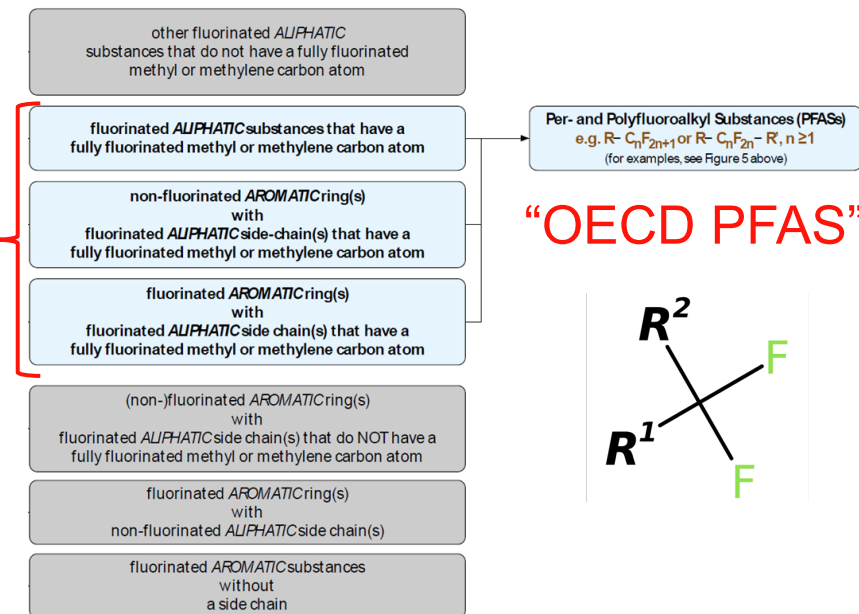 other fluorinated ALIPHATIC
substances that do not have a fully fluorinated
methyl or methylene carbon atom
fluorinated ALIPHATIC substances that have a
fully fluorinated methyl or methylene carbon atom
non-fluorinated AROMATIC ring(s)
with
fluorinated ALIPHATIC side-chain(s) that have a
fully fluorinated methyl or methylene carbon atom
fluorinated AROMATIC ring(s)
with
fluorinated ALIPHATIC side chain(s) that have a
fully fluorinated methyl or methylene carbon atom
(non-)fluorinated AROMATIC ring(s)
with
fluorinated ALIPHATIC side chain(s) that do NOT have a
fully fluorinated methyl or methylene carbon atom
fluorinated AROMATIC ring(s)
with
non-fluorinated ALIPHATIC side chain(s)
fluorinated AROMATIC substances
without
a side chain
Per- and Polyfluoroalkyl Substances (PFASs)
e.g. R– CnF2n+1 or R– CnF2n– R', n ≥1
(for examples, see Figure 5 above)
“OECD PFAS”
R²
F
R¹
F